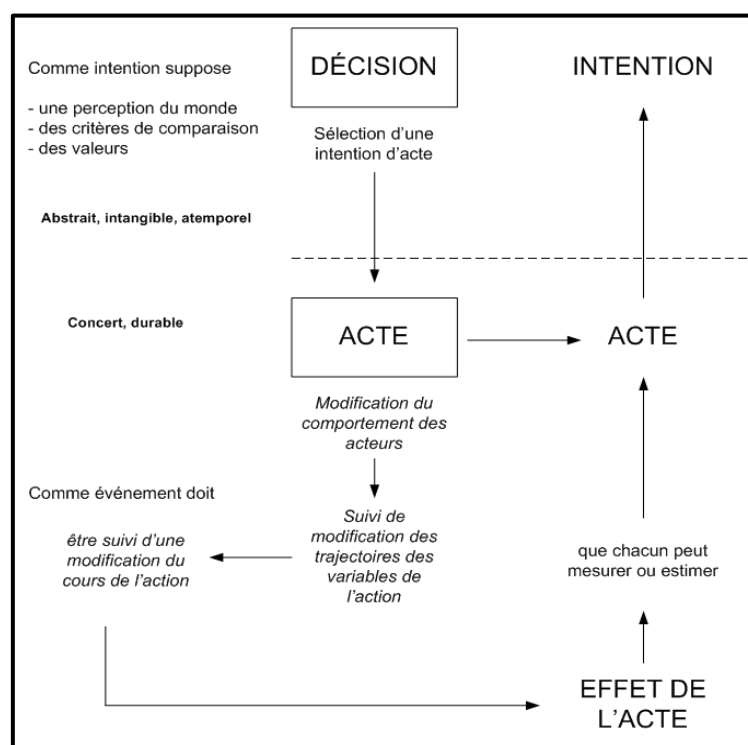 DÉCISION
INTENTION
Comme intention suppose
- une perception du monde
- des critères de comparaison
- des valeurs
Sélection d’une
intention d’acte
Abstrait, intangible, atemporel
Concert, durable
ACTE
ACTE
Modification du
comportement des
acteurs
Comme événement doit
être suivi d’une
modification du
cours de l’action
Suivi de
modification des
trajectoires des
variables de
l’action
que chacun peut
mesurer ou estimer
EFFET DE
L’ACTE